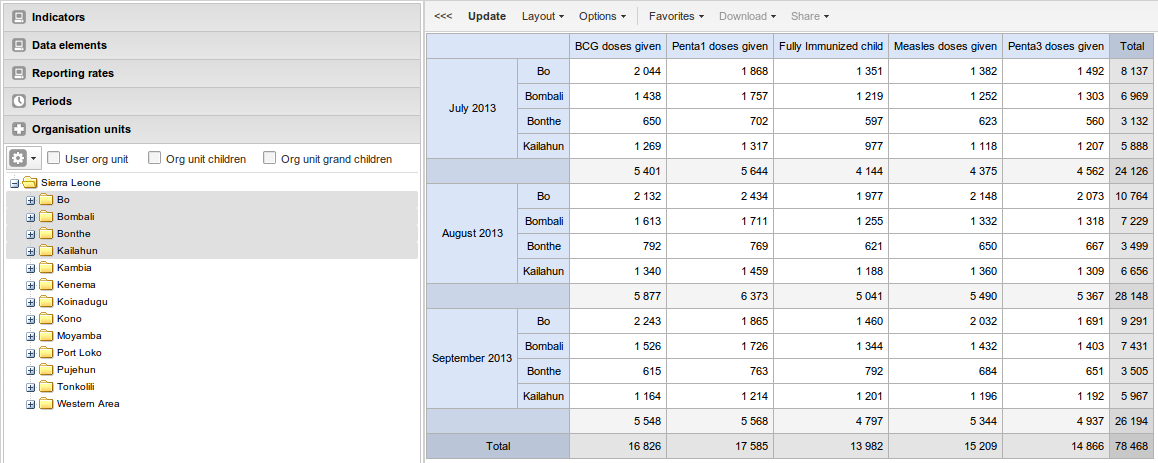 Indicators
Data elements
Reporting rates
Periods
Organisation units
User org unit Org unit children Org unit grand children
Sierra Leone
Bo
Bombali
Bonthe
Kailahun
Kambia
Kenema
Koinadugu
Kono
Moyamba
Port Loko
Pujehun
Tonkolili
Western Area
<<< Update Layout Options Favorites Download Share
BCG doses given Penta1 doses given Fully Immunized child Measles doses given Penta3 doses given Total
July 2013
Bo 2 044 1 868 1 351 1 382 1 492 8 137
Bombali 1 438 1 757 1 219 1 252 1 303 6 969
Bonthe 650 702 597 623 560 3 132
Kailahun 1 269 1 317 977 1 118 1 207 5 888
5 401 5 644 4 144 4 375 4 562 24 126
August 2013
Bo 2 132 2 434 1 977 2 148 2 073 10 764
Bombali 1 613 1 711 1 255 1 332 1 318 7 229
Bonthe 792 769 621 650 667 3 499
Kailahun 1 340 1 459 1 188 1 360 1 309 6 656
5 877 6 373 5 041 5 490 5 367 28 148
September 2013
Bo 2 243 1 865 1 460 2 032 1 691 9 291
Bombali 1 526 1 726 1 344 1 432 1 403 7 431
Bonthe 615 763 792 684 651 3 505
Kailahun 1 164 1 214 1 201 1 196 1 192 5 967
5 548 5 568 4 797 5 344 4 937 26 194
Total 16 826 17 585 13 982 15 209 14 866 78 468